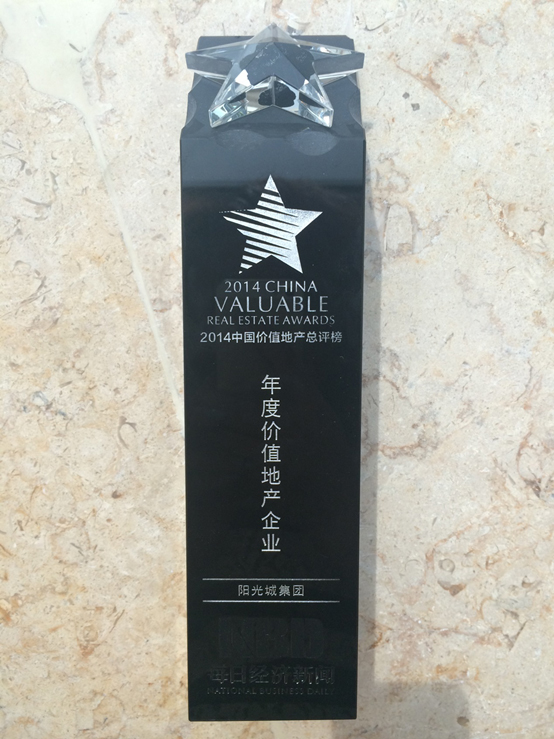 2014 CHINA
VALUABLE
REAL ESTATE AWARDS
2014中国价值地产总评榜
年度价值地产企业
阳光城集团
每日经济新闻
NATIONAL BUSINESS DAILY